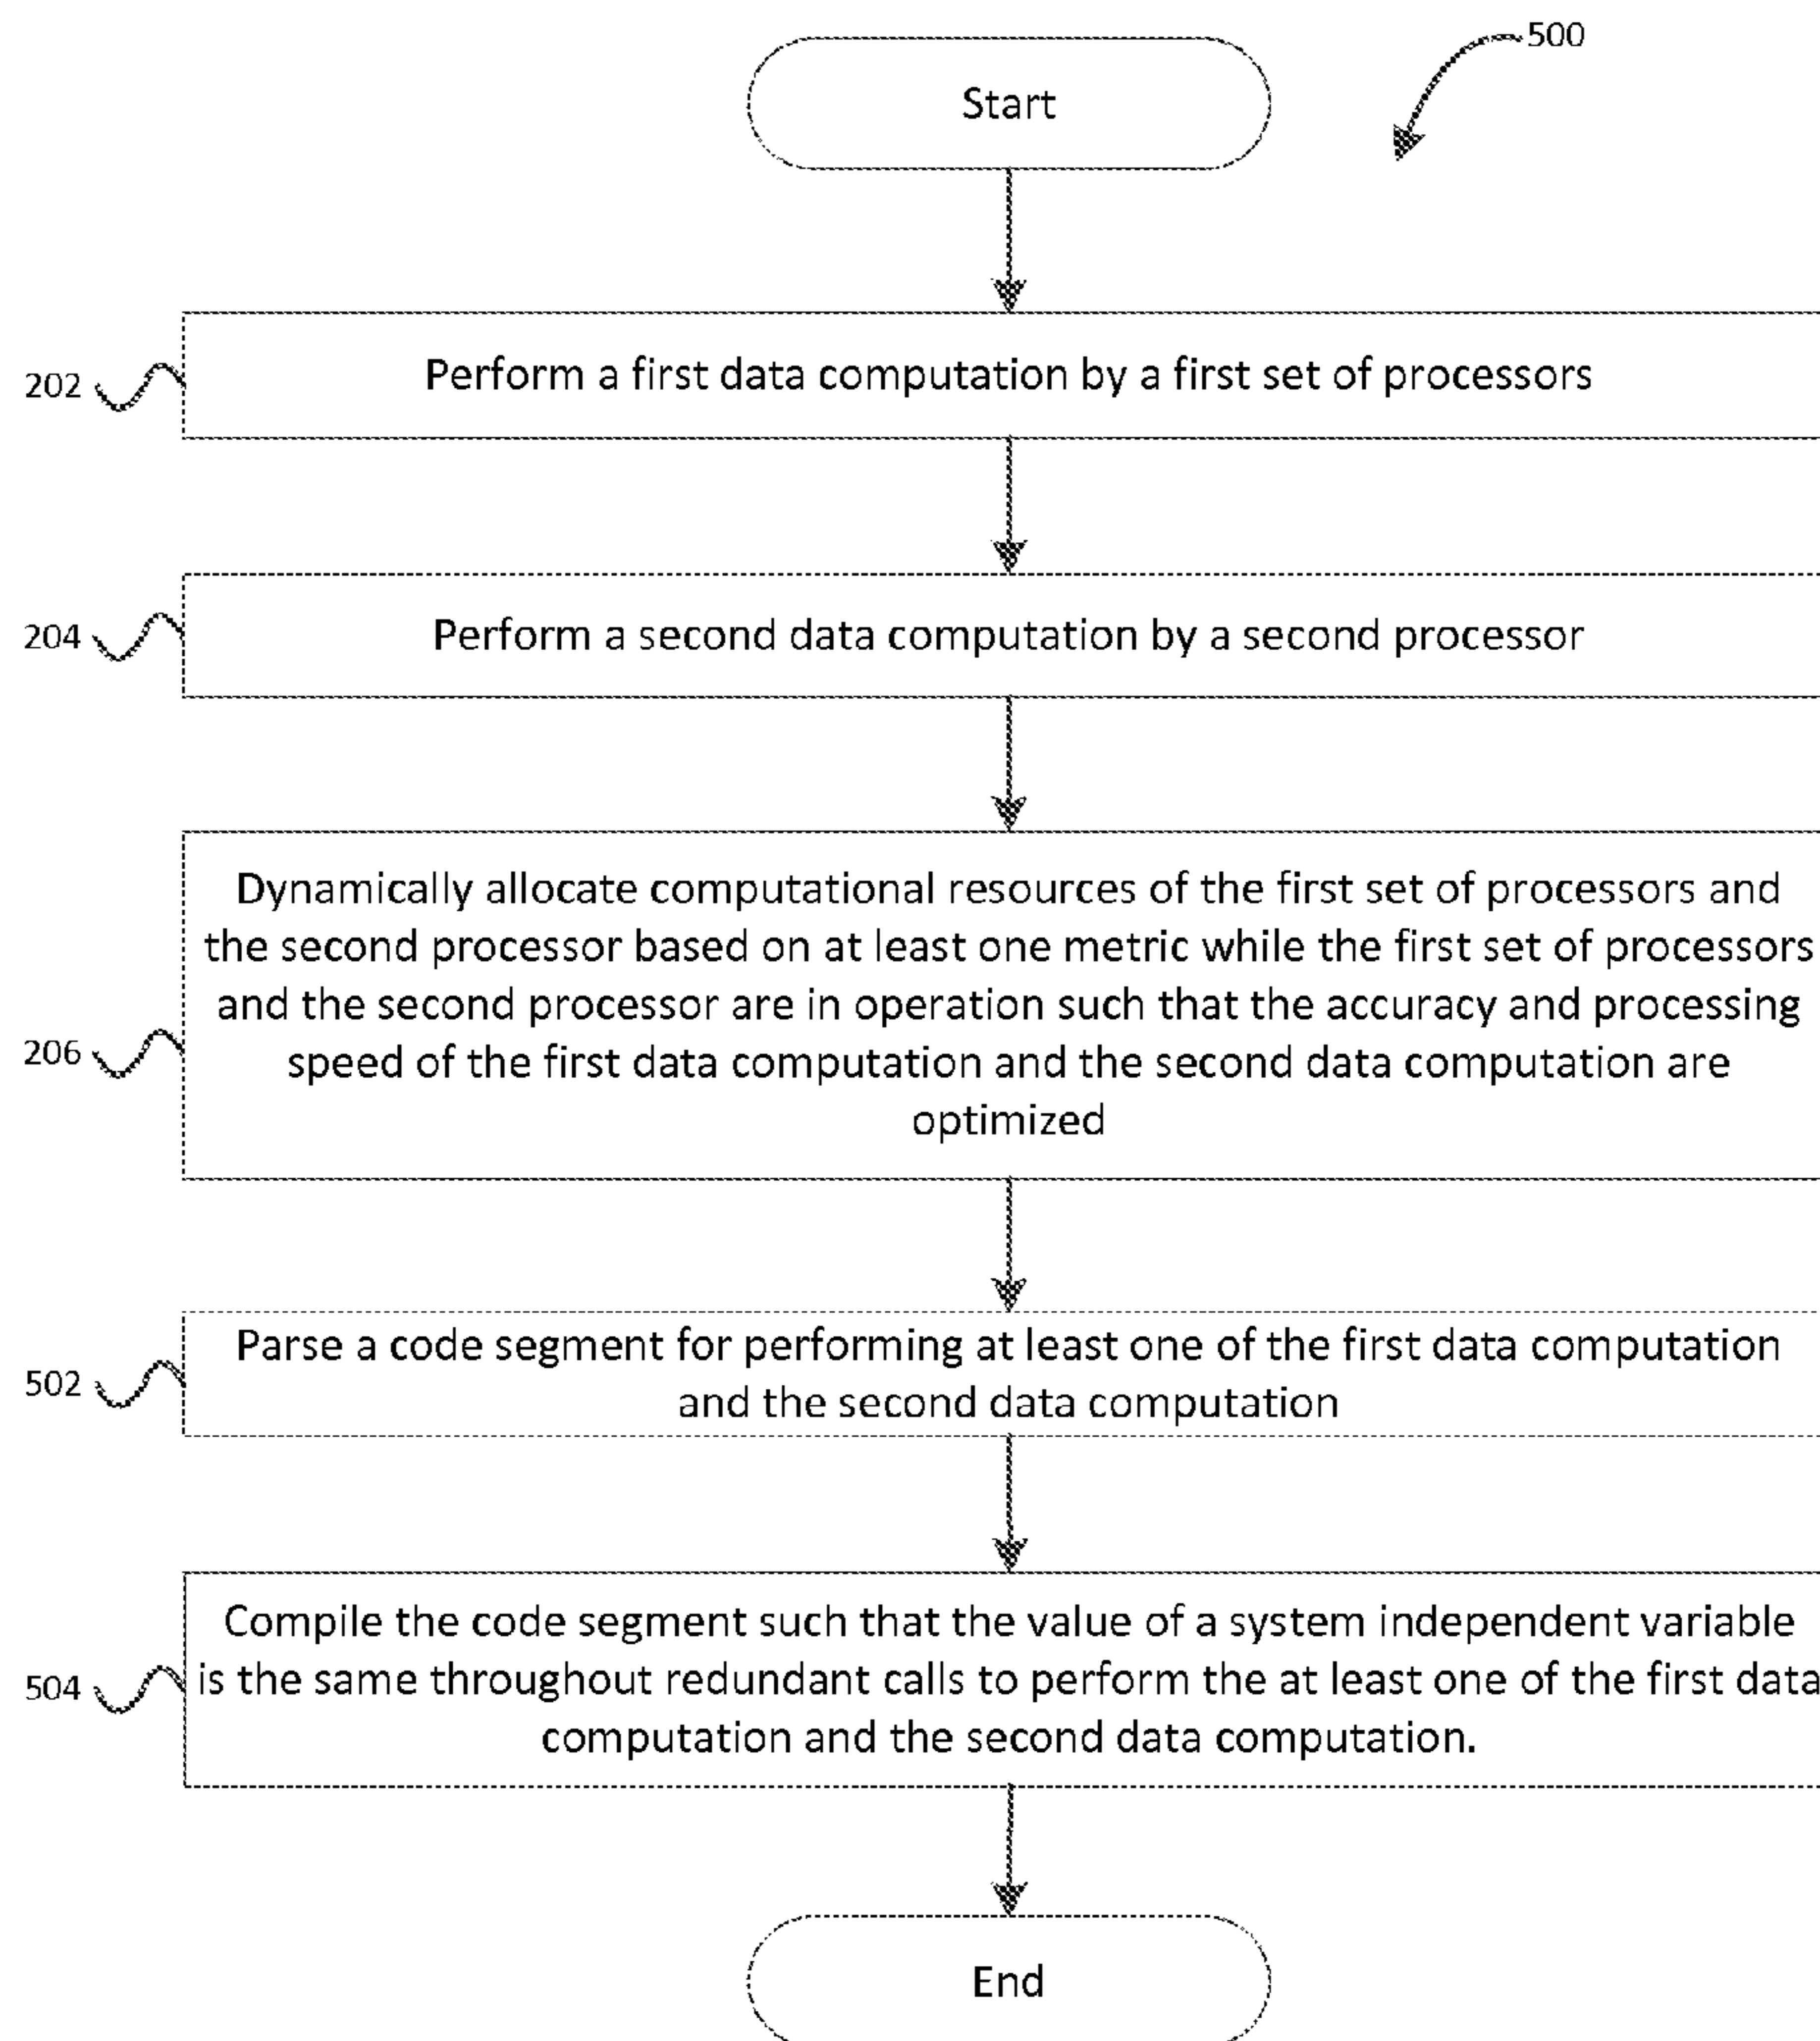 500
Start
202
Perform a first data computation by a first set of processors
204
Perform a second data computation by a second processor
206
Dynamically allocate computational resources of the first set of processors and
the second processor based on at least one metric while the first set of processors
and the second processor are in operation such that the accuracy and processing
speed of the first data computation and the second data computation are
optimized
502
Parse a code segment for performing at least one of the first data computation
and the second data computation
504
Compile the code segment such that the value of a system independent variable
is the same throughout redundant calls to perform the at least one of the first data
computation and the second data computation.
End